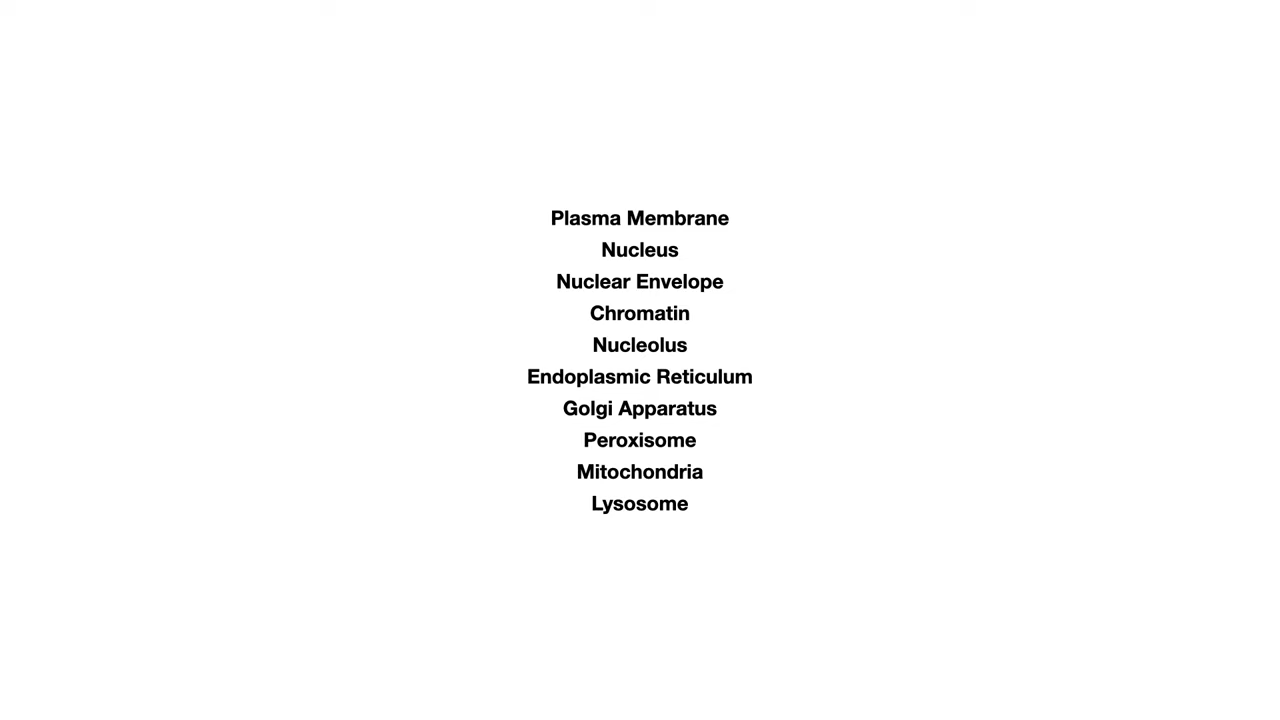 Plasma Membrane
Nucleus
Nuclear Envelope
Chromatin
Nucleolus
Endoplasmic Reticulum
Golgi Apparatus
Peroxisome
Mitochondria
Lysosome